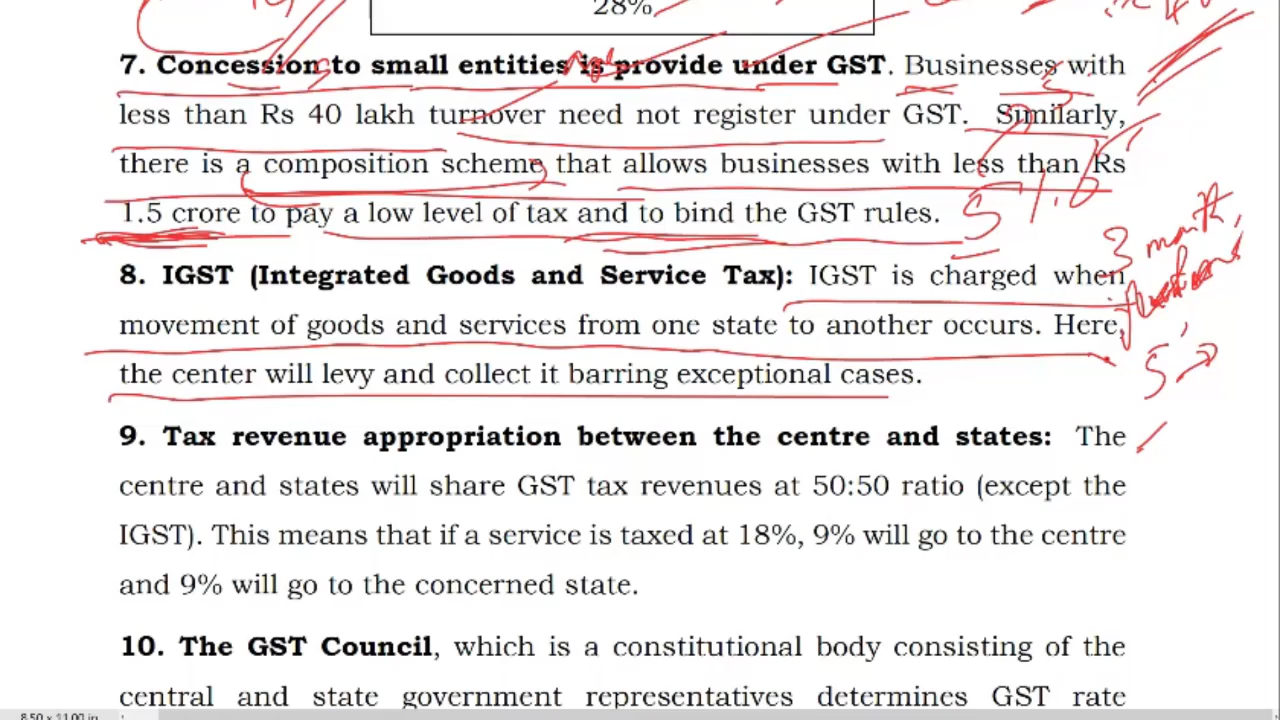 28%
7. Concession to small entities is provide under GST. Businesses with
less than Rs 40 lakh turnover need not register under GST. Similarly,
there is a composition scheme that allows businesses with less than Rs
1.5 crore to pay a low level of tax and to bind the GST rules.
3 month
8. IGST (Integrated Goods and Service Tax): IGST is charged when
movement of goods and services from one state to another occurs. Here,
the center will levy and collect it barring exceptional cases.
9. Tax revenue appropriation between the centre and states: The
centre and states will share GST tax revenues at 50:50 ratio (except the
IGST). This means that if a service is taxed at 18%, 9% will go to the centre
and 9% will go to the concerned state.
10. The GST Council, which is a constitutional body consisting of the
central and state government representatives determines GST rate
8.50 x 11.00 in